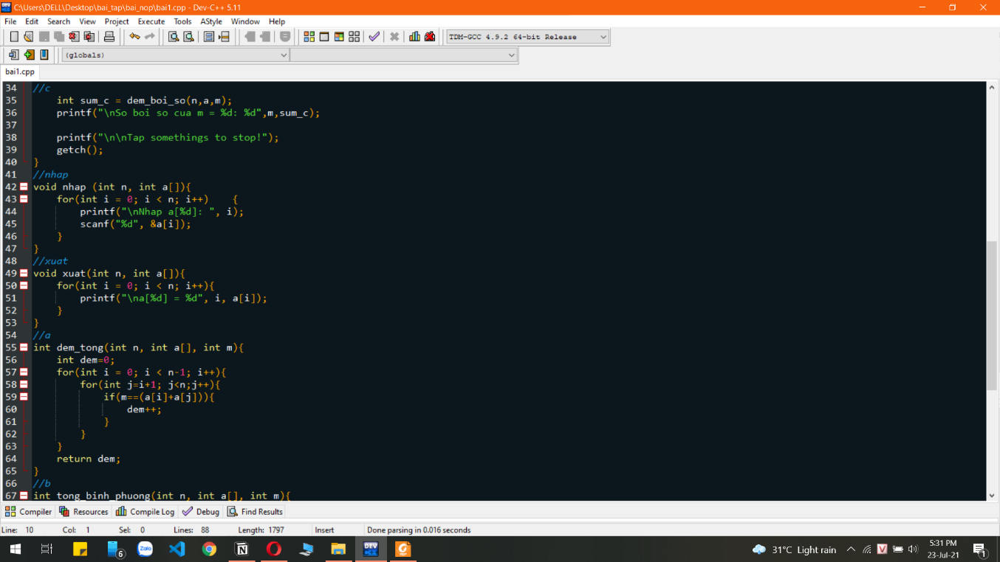 C:\Users\DELL\Desktop\bai_tap\bai_nop\bai1.cpp - Dev-C++ 5.11
File Edit Search View Project Execute Tools AStyle Window Help
TDM-GCC 4.9.2 64-bit Release
(globals)
bai1.cpp
34 //c
35 int sum_c = dem_boi_so(n,a,m);
36 printf("\nSo boi so cua m = %d: %d",m,sum_c);
37
38 printf("\n\nTap somethings to stop!");
39 getch();
40 }
41 //nhap
42 void nhap (int n, int a[]){
43 for(int i = 0; i < n; i++) {
44 printf("\nNhap a[%d]: ", i);
45 scanf("%d", &a[i]);
46 }
47 }
48 //xuat
49 void xuat(int n, int a[]){
50 for(int i = 0; i < n; i++){
51 printf("\na[%d] = %d", i, a[i]);
52 }
53 }
54 //a
55 int dem_tong(int n, int a[], int m){
56 int dem=0;
57 for(int i = 0; i < n-1; i++){
58 for(int j=i+1; j<n;j++){
59 if(m==(a[i]+a[j])){
60 dem++;
61 }
62 }
63 }
64 return dem;
65 }
66 //b
67 int tong_binh_phuong(int n, int a[], int m){
Compiler Resources Compile Log Debug Find Results
Line: 10 Col: 1 Sel: 0 Lines: 88 Length: 1797 Insert Done parsing in 0.016 seconds
6 Zalo N DEV 31°C Light rain V 5:31 PM
23-Jul-21 1